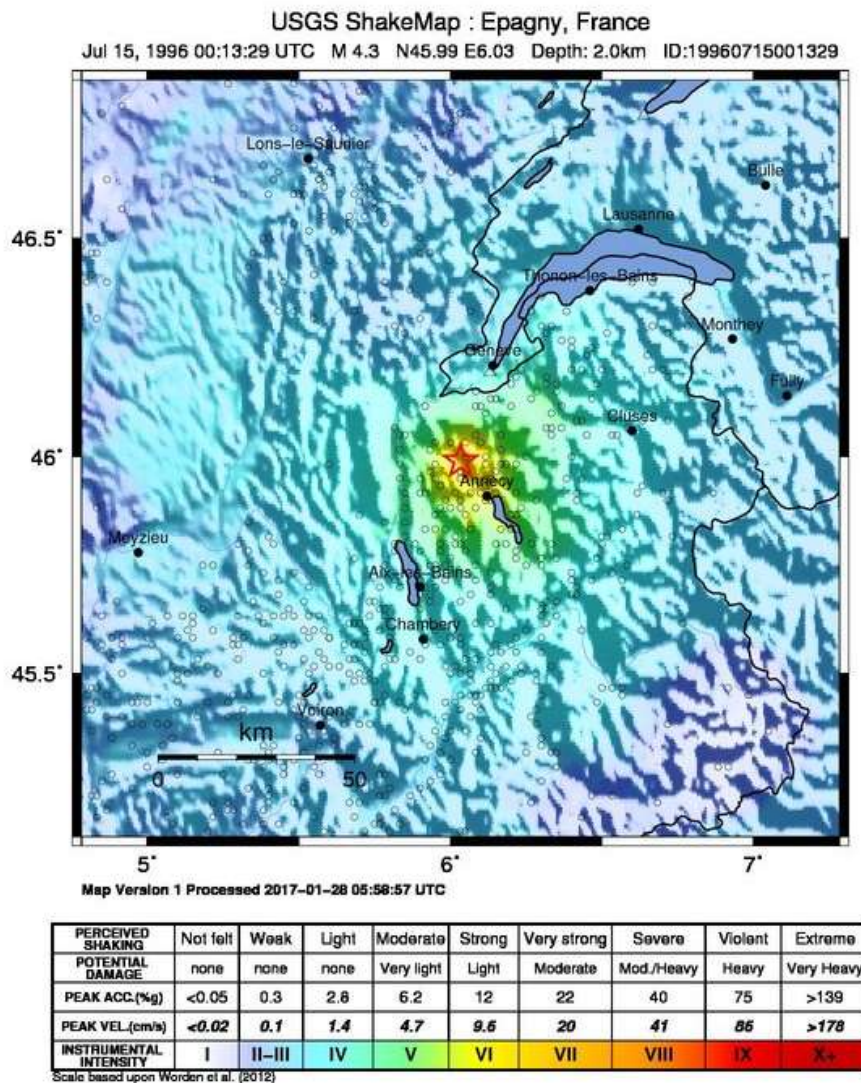 USGS ShakeMap : Epagny, France
Jul 15, 1996 00:13:29 UTC M 4.3 N45.99 E6.03 Depth: 2.0km ID:199607150​01329
Lons-le-Saunier
Bulle
46.5°
Lausanne
Thonon-les-Bains
Monthey
Geneve
Fully
Cluses
46°
Annecy
Meyzieu
Aix-les-Bains
Chambery
45.5°
Voiron
km
0 50
5° 6° 7°
Map Version 1 Processed 2017-01-28 05:58:57 UTC
PERCEIVED SHAKING Not felt Weak Light Moderate Strong Very strong Severe Violent Extreme
POTENTIAL DAMAGE none none none Very light Light Moderate Mod./Heavy Heavy Very Heavy
PEAK ACC.(%g) <0.05 0.3 2.8 6.2 12 22 40 75 >139
PEAK VEL.(cm/s) <0.02 0.1 1.4 4.7 9.6 20 41 86 >178
INSTRUMENTAL INTENSITY I II-III IV V VI VII VIII IX X+
Scale based upon Worden et al. (2012)